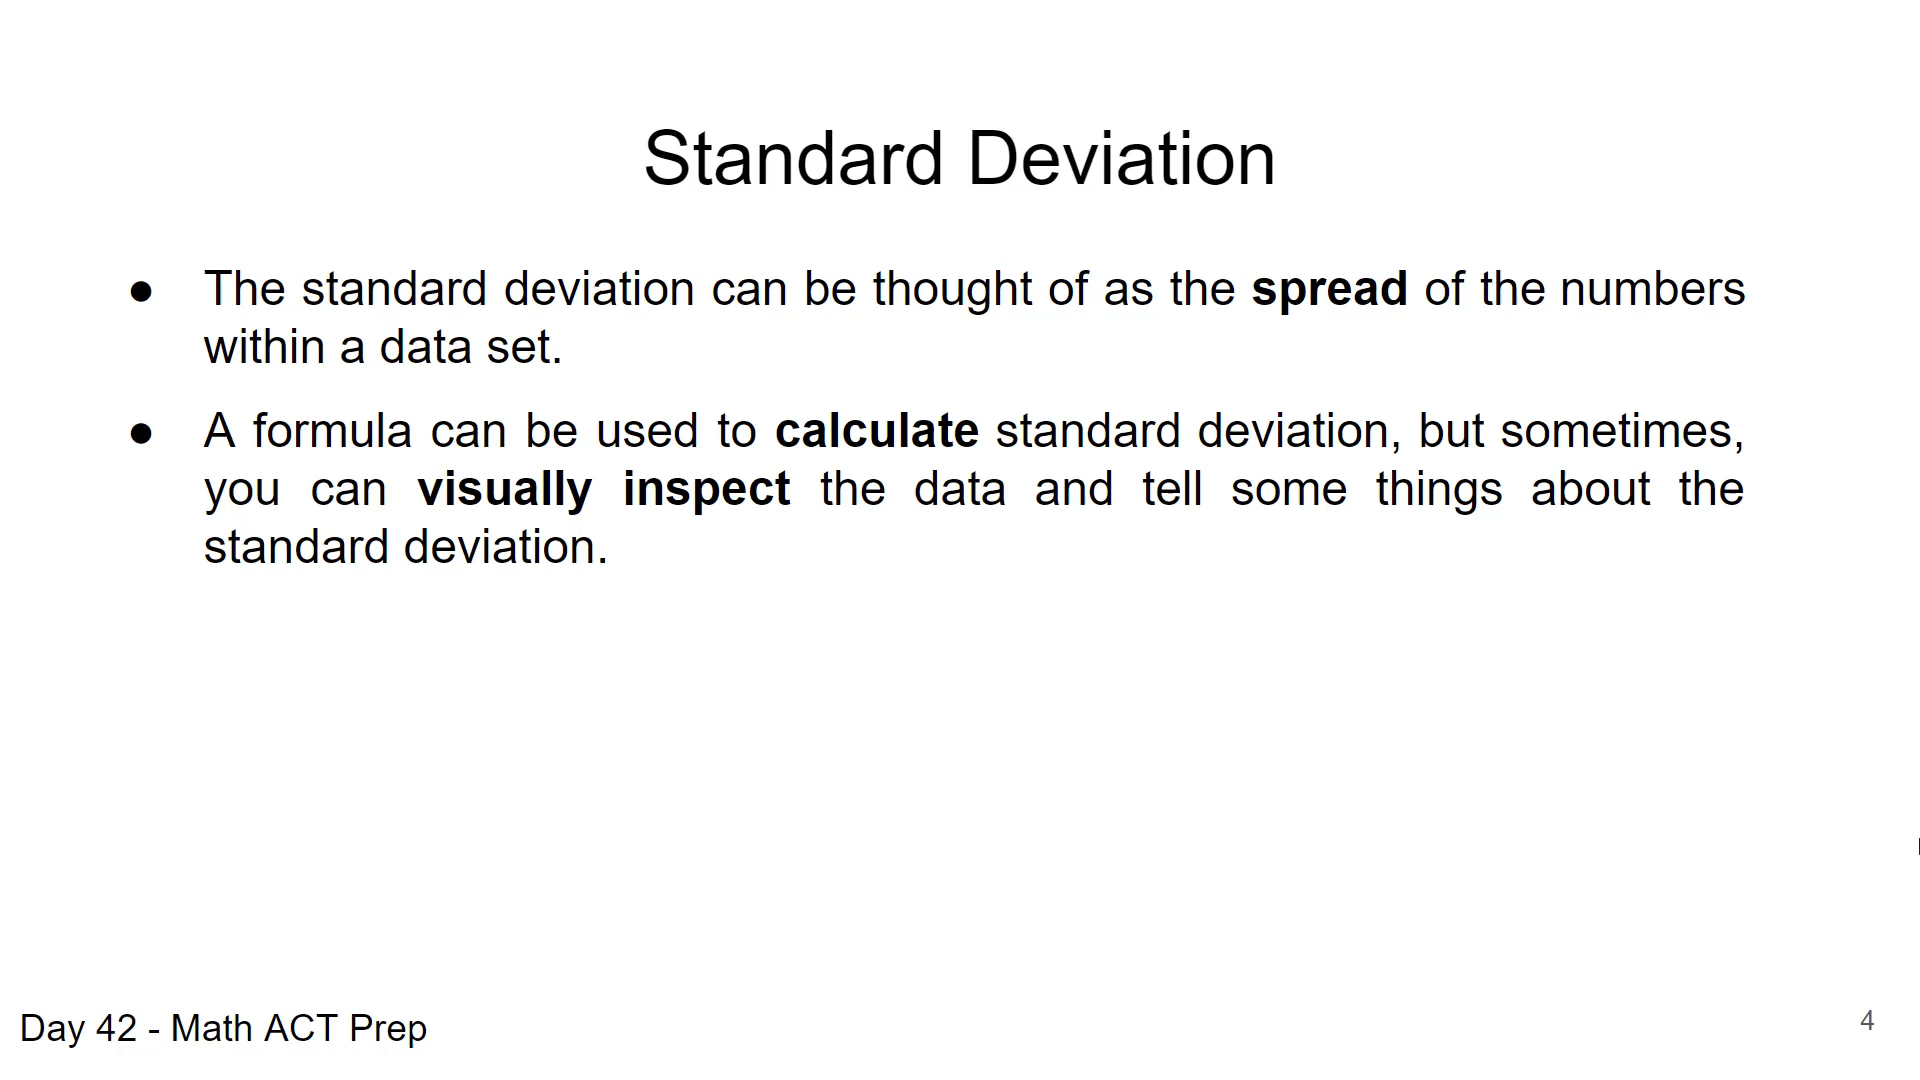 Standard Deviation
● The standard deviation can be thought of as the spread of the numbers
within a data set.
● A formula can be used to calculate standard deviation, but sometimes,
you can visually inspect the data and tell some things about the
standard deviation.
Day 42 - Math ACT Prep
4